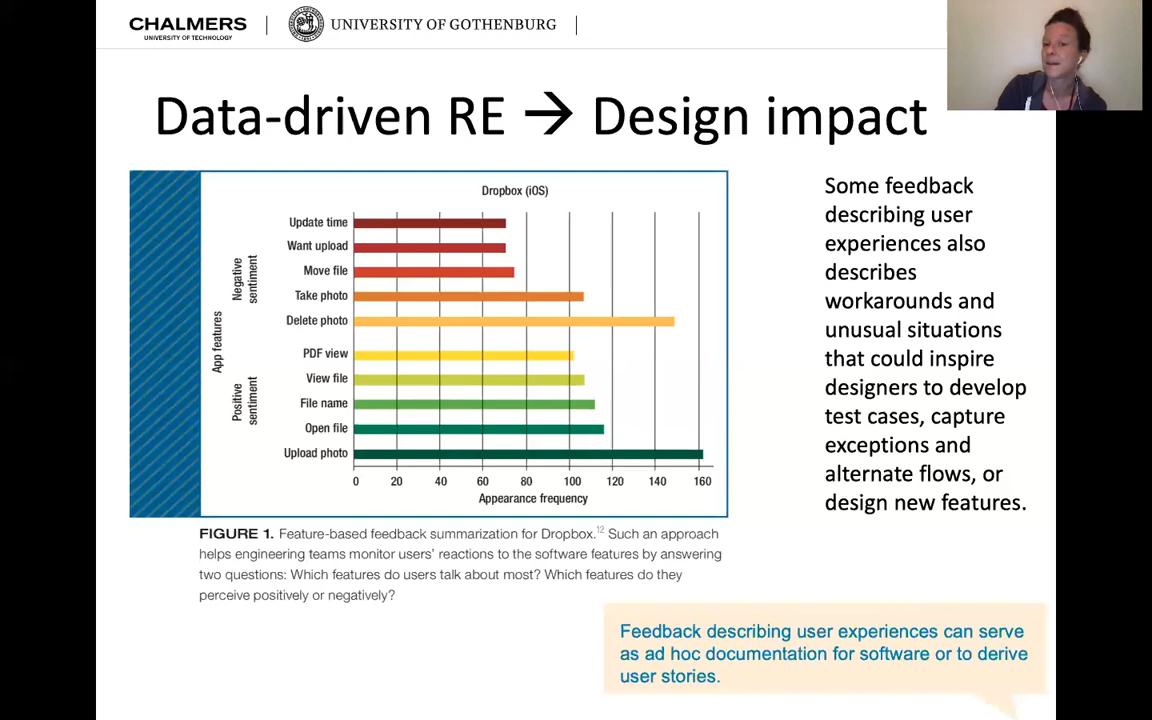 CHALMERS
UNIVERSITY OF TECHNOLOGY
UNIVERSITY OF GOTHENBURG
Data-driven RE → Design impact
Dropbox (iOS)
App features
Negative
sentiment
Update time
Want upload
Move file
Take photo
Delete photo
Positive
sentiment
PDF view
View file
File name
Open file
Upload photo
0 20 40 60 80 100 120 140 160
Appearance frequency
FIGURE 1. Feature-based feedback summarization for Dropbox.12 Such an approach
helps engineering teams monitor users’ reactions to the software features by answering
two questions: Which features do users talk about most? Which features do they
perceive positively or negatively?
Some feedback
describing user
experiences also
describes
workarounds and
unusual situations
that could inspire
designers to develop
test cases, capture
exceptions and
alternate flows, or
design new features.
Feedback describing user experiences can serve
as ad hoc documentation for software or to derive
user stories.